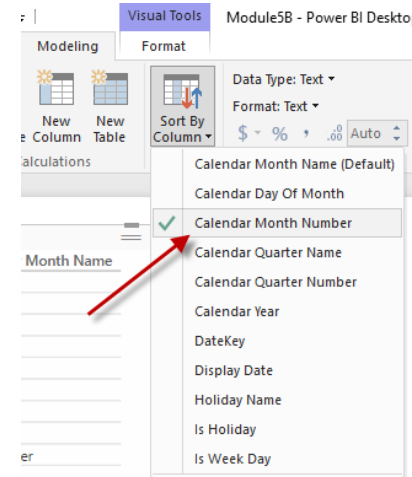 Visual Tools Module5B - Power BI Deskto
Modeling Format
New Column
New Table
Sort By Column
Data Type: Text
Format: Text
$ % , .00 Auto
alculations
Calendar Month Name (Default)
Calendar Day Of Month
Calendar Month Number
Calendar Quarter Name
Calendar Quarter Number
Calendar Year
DateKey
Display Date
Holiday Name
Is Holiday
Is Week Day
Month Name
er